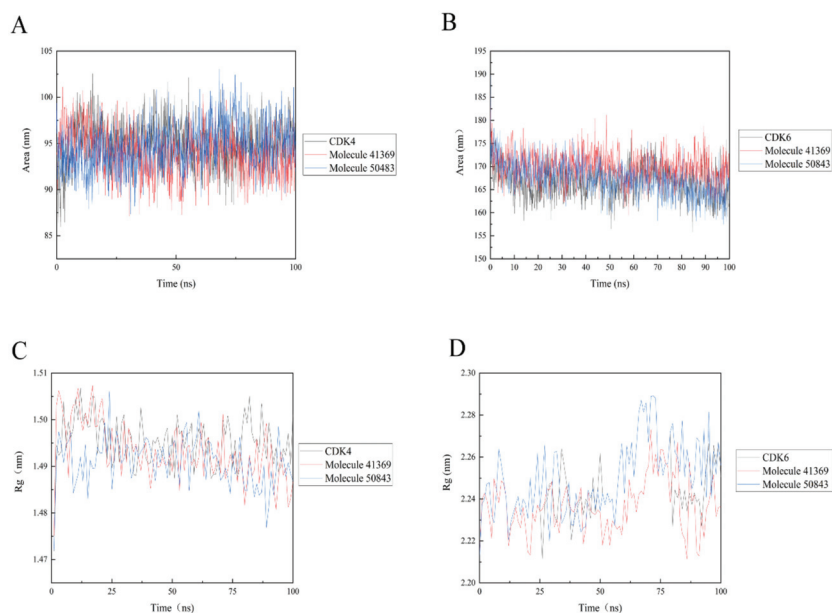 A
105
100
95
90
85
Area (nm)
0
50
100
Time (ns)
CDK4
Molecule 41369
Molecule 50483
B
195
190
185
180
175
170
165
160
155
150
Area (nm)
0 10 20 30 40 50 60 70 80 90 100
Time (ns)
CDK6
Molecule 41369
Molecule 50843
C
1.51
1.50
1.49
1.48
1.47
Rg (nm)
0 25 50 75 100
Time (ns)
CDK4
Molecule 41369
Molecule 50843
D
2.30
2.28
2.26
2.24
2.22
2.20
Rg (nm)
0 25 50 75 100
Time (ns)
CDK6
Molecule 41369
Molecule 50843